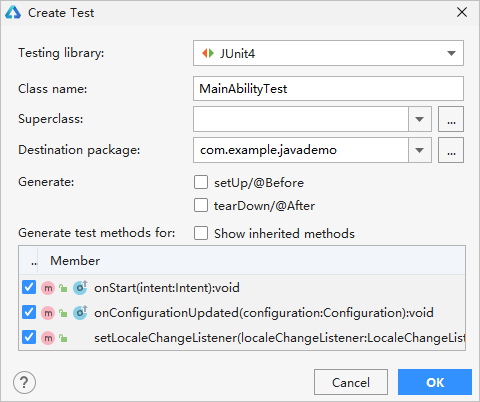 Create Test
Testing library: JUnit4
Class name: MainAbilityTest
Superclass: ...
Destination package: com.example.javademo ...
Generate: setUp/@Before
tearDown/@After
Generate test methods for: Show inherited methods
.. Member
m onStart(intent:Intent):void
m onConfigurationUpdated(configuration:Configuration):void
m setLocaleChangeListener(localeChangeListener:LocaleChangeList
? Cancel OK